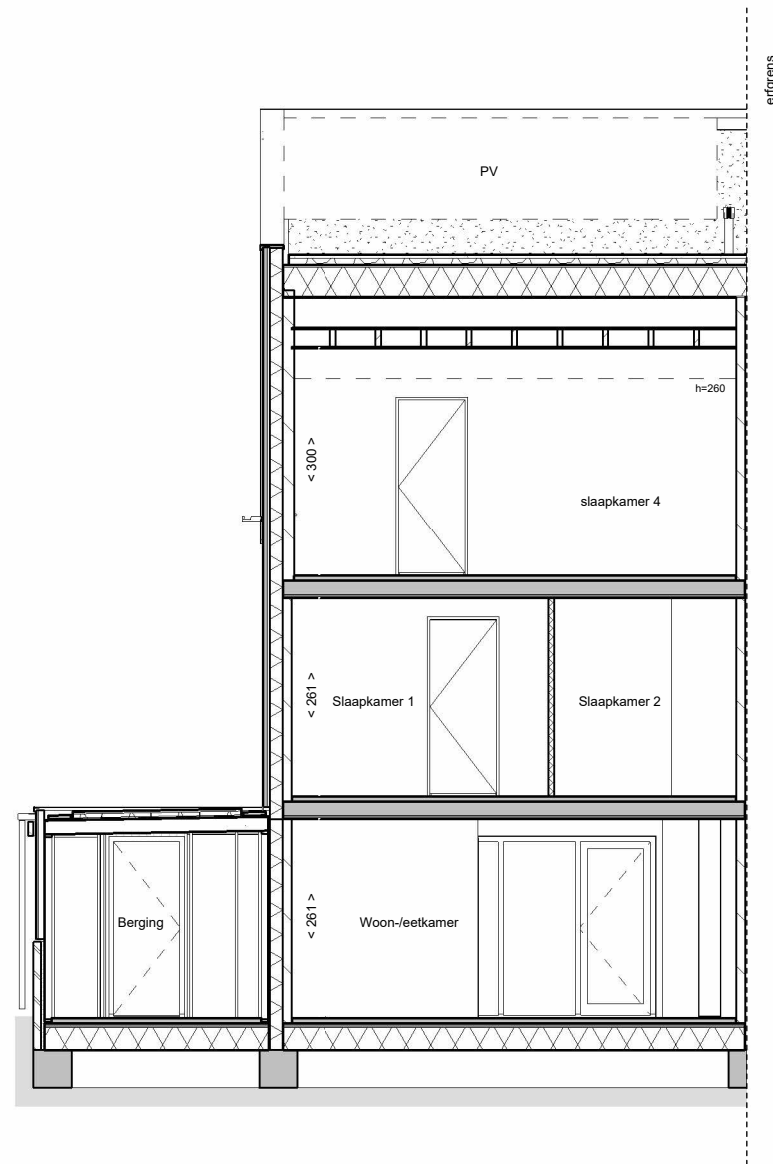 erfgrens
PV
h=260
< 300 >
slaapkamer 4
< 261 >
Slaapkamer 1
Slaapkamer 2
< 261 >
Berging
Woon-/eetkamer